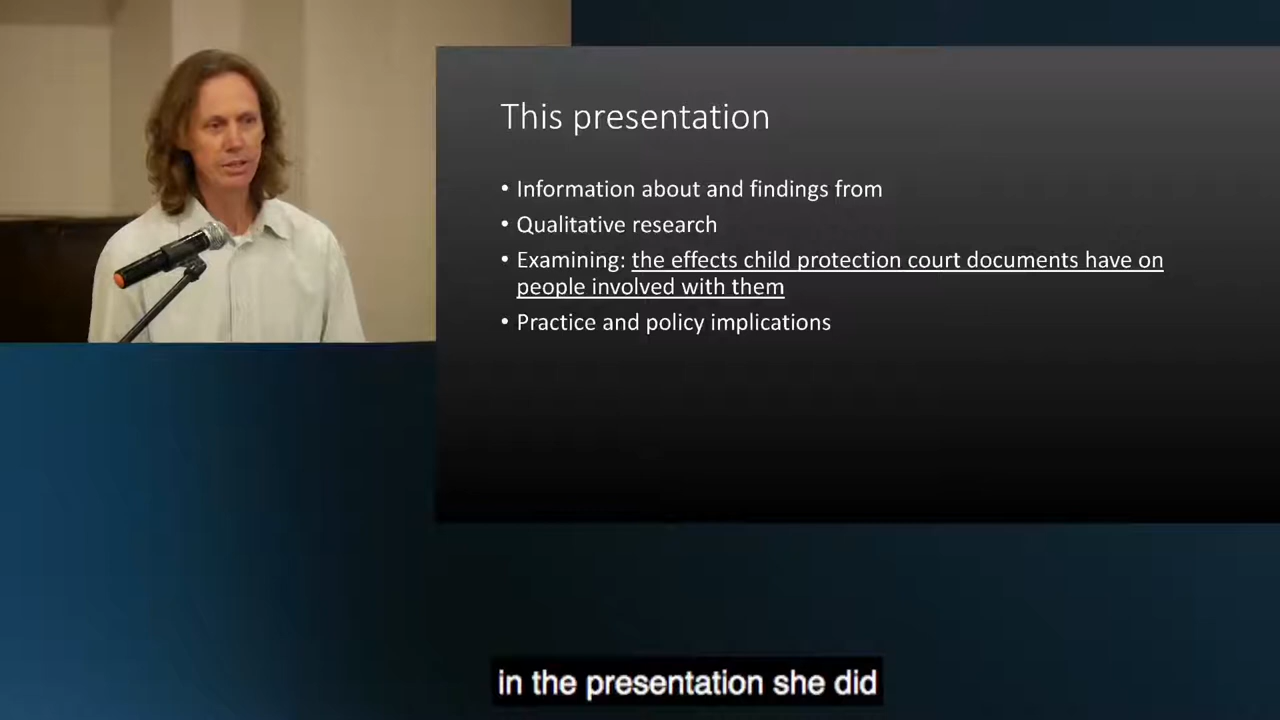 This presentation
• Information about and findings from
• Qualitative research
• Examining: the effects child protection court documents have on
people involved with them
• Practice and policy implications
in the presentation she did